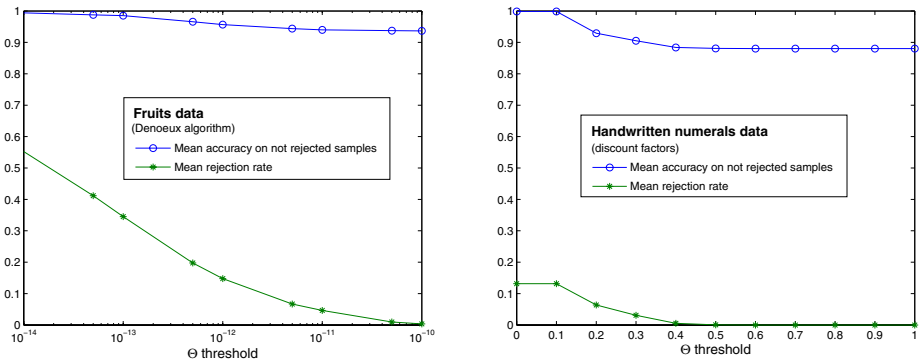 1
0.9
0.8
0.7
0.6
0.5
0.4
0.3
0.2
0.1
0
Fruits data
(Denoeux algorithm)
Mean accuracy on not rejected samples
Mean rejection rate
10⁻¹⁴ 10⁻¹³ 10⁻¹² 10⁻¹¹ 10⁻¹⁰
Θ threshold
1
0.9
0.8
0.7
0.6
0.5
0.4
0.3
0.2
0.1
0
Handwritten numerals data
(discount factors)
Mean accuracy on not rejected samples
Mean rejection rate
0 0.1 0.2 0.3 0.4 0.5 0.6 0.7 0.8 0.9 1
Θ threshold